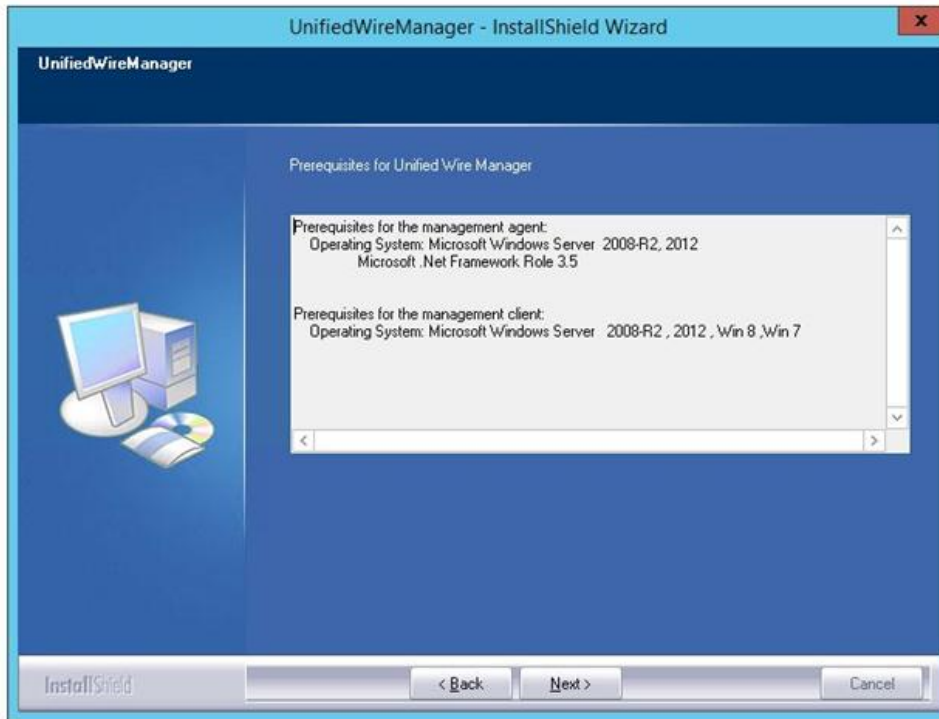 UnifiedWireManager - InstallShield Wizard
x
UnifiedWireManager
Prerequisites for Unified Wire Manager
Prerequisites for the management agent:
Operating System: Microsoft Windows Server 2008-R2, 2012
Microsoft .Net Framework Role 3.5
Prerequisites for the management client:
Operating System: Microsoft Windows Server 2008-R2 , 2012 , Win 8 ,Win 7
InstallShield
< Back
Next >
Cancel